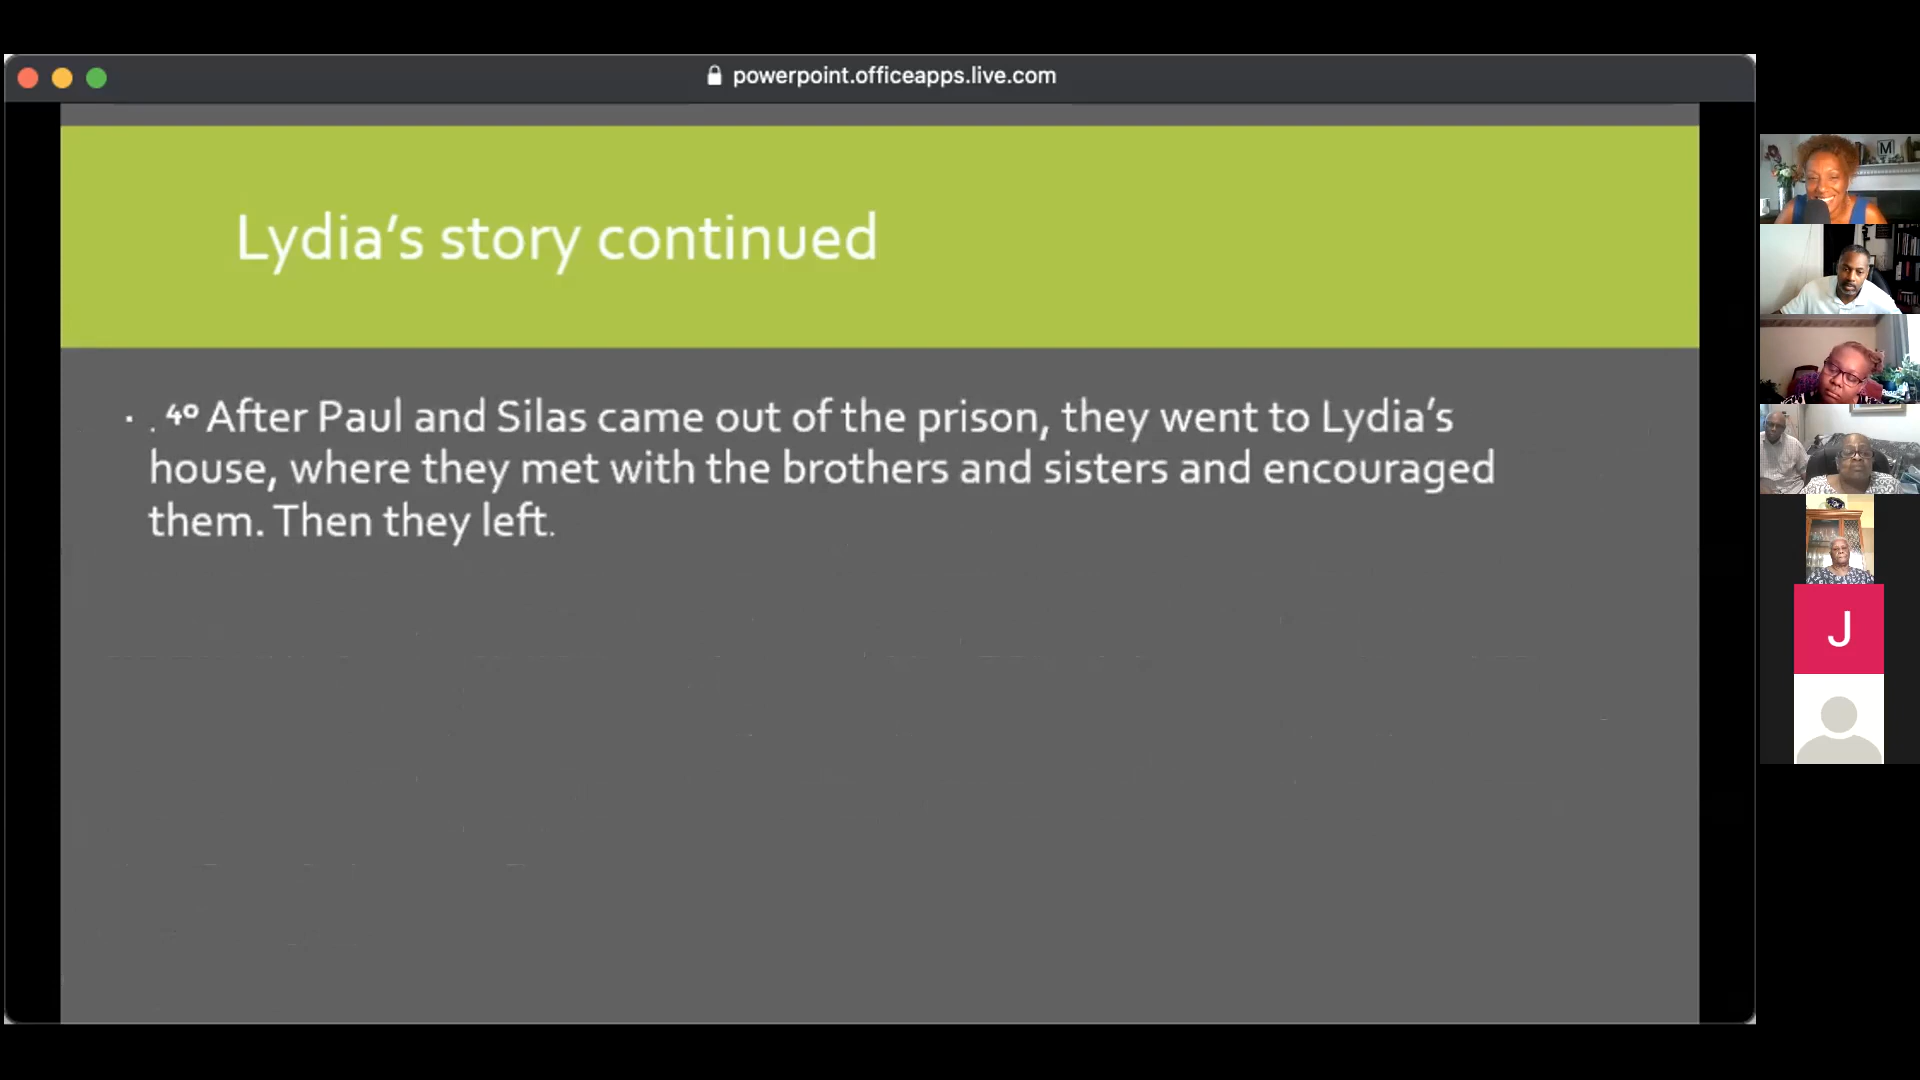 powerpoint.officeapps.live.com
Lydia’s story continued
· . 40 After Paul and Silas came out of the prison, they went to Lydia’s
house, where they met with the brothers and sisters and encouraged
them. Then they left.
M
J